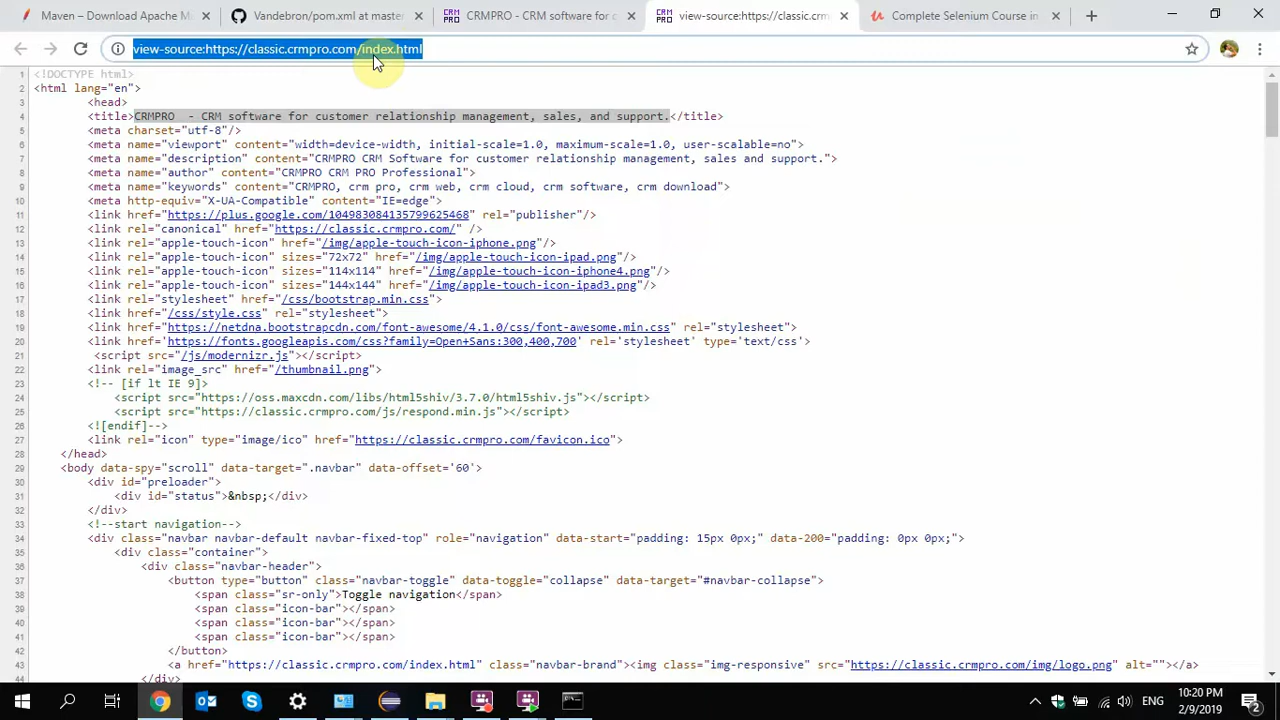 Maven – Download Apache M
Vandebron/pom.xml at master
CRMPRO - CRM software for c
view-source:https://classic.crm
Complete Selenium Course in
view-source:https://classic.crmpro.com/index.html
1 <!DOCTYPE html>
2 <html lang="en">
3 <head>
4 <title>CRMPRO  - CRM software for customer relationship management, sales, and support.</title>
5 <meta charset="utf-8"/>
6 <meta name="viewport" content="width=device-width, initial-scale=1.0, maximum-scale=1.0, user-scalable=no">
7 <meta name="description" content="CRMPRO CRM Software for customer relationship management, sales and support.">
8 <meta name="author" content="CRMPRO CRM PRO Professional">
9 <meta name="keywords" content="CRMPRO, crm pro, crm web, crm cloud, crm software, crm download">
10 <meta http-equiv="X-UA-Compatible" content="IE=edge">
11 <link href="https://plus.google.com/104983084135799625468" rel="publisher"/>
12 <link rel="canonical" href="https://classic.crmpro.com/" />
13 <link rel="apple-touch-icon" href="/img/apple-touch-icon-iphone.png"/>
14 <link rel="apple-touch-icon" sizes="72x72" href="/img/apple-touch-icon-ipad.png"/>
15 <link rel="apple-touch-icon" sizes="114x114" href="/img/apple-touch-icon-iphone4.png"/>
16 <link rel="apple-touch-icon" sizes="144x144" href="/img/apple-touch-icon-ipad3.png"/>
17 <link rel="stylesheet" href="/css/bootstrap.min.css">
18 <link href="/css/style.css" rel="stylesheet">
19 <link href="https://netdna.bootstrapcdn.com/font-awesome/4.1.0/css/font-awesome.min.css" rel="stylesheet">
20 <link href='https://fonts.googleapis.com/css?family=Open+Sans:300,400,700' rel='stylesheet' type='text/css'>
21 <script src="/js/modernizr.js"></script>
22 <link rel="image_src" href="/thumbnail.png">
23 <!-- [if lt IE 9]>
24 <script src="https://oss.maxcdn.com/libs/html5shiv/3.7.0/html5shiv.js"></script>
25 <script src="https://classic.crmpro.com/js/respond.min.js"></script>
26 <![endif]-->
27 <link rel="icon" type="image/ico" href="https://classic.crmpro.com/favicon.ico">
28 </head>
29 <body data-spy="scroll" data-target=".navbar" data-offset='60">
30 <div id="preloader">
31 <div id="status">&nbsp;</div>
32 </div>
33 <!--start navigation-->
34 <div class="navbar navbar-default navbar-fixed-top" role="navigation" data-start="padding: 15px 0px;" data-200="padding: 0px 0px;">
35 <div class="container">
36 <div class="navbar-header">
37 <button type="button" class="navbar-toggle" data-toggle="collapse" data-target="#navbar-collapse">
38 <span class="sr-only">Toggle navigation</span>
39 <span class="icon-bar"></span>
40 <span class="icon-bar"></span>
41 <span class="icon-bar"></span>
42 </button>
43 <a href="https://classic.crmpro.com/index.html" class="navbar-brand"><img class="img-responsive" src="https://classic.crmpro.com/img/logo.png" alt=""></a>
44 </div>
ENG
10:20 PM
2/9/2019
2